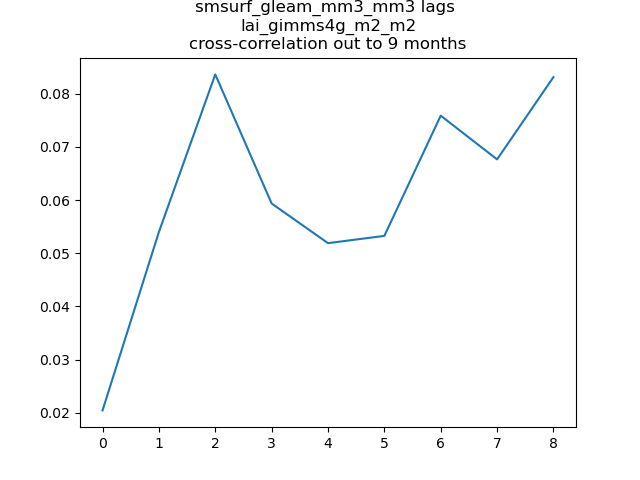 smsurf_gleam_mm3_mm3 lags
lai_gimms4g_m2_m2
cross-correlation out to 9 months
0.08
0.07
0.06
0.05
0.04
0.03
0.02
0 1 2 3 4 5 6 7 8